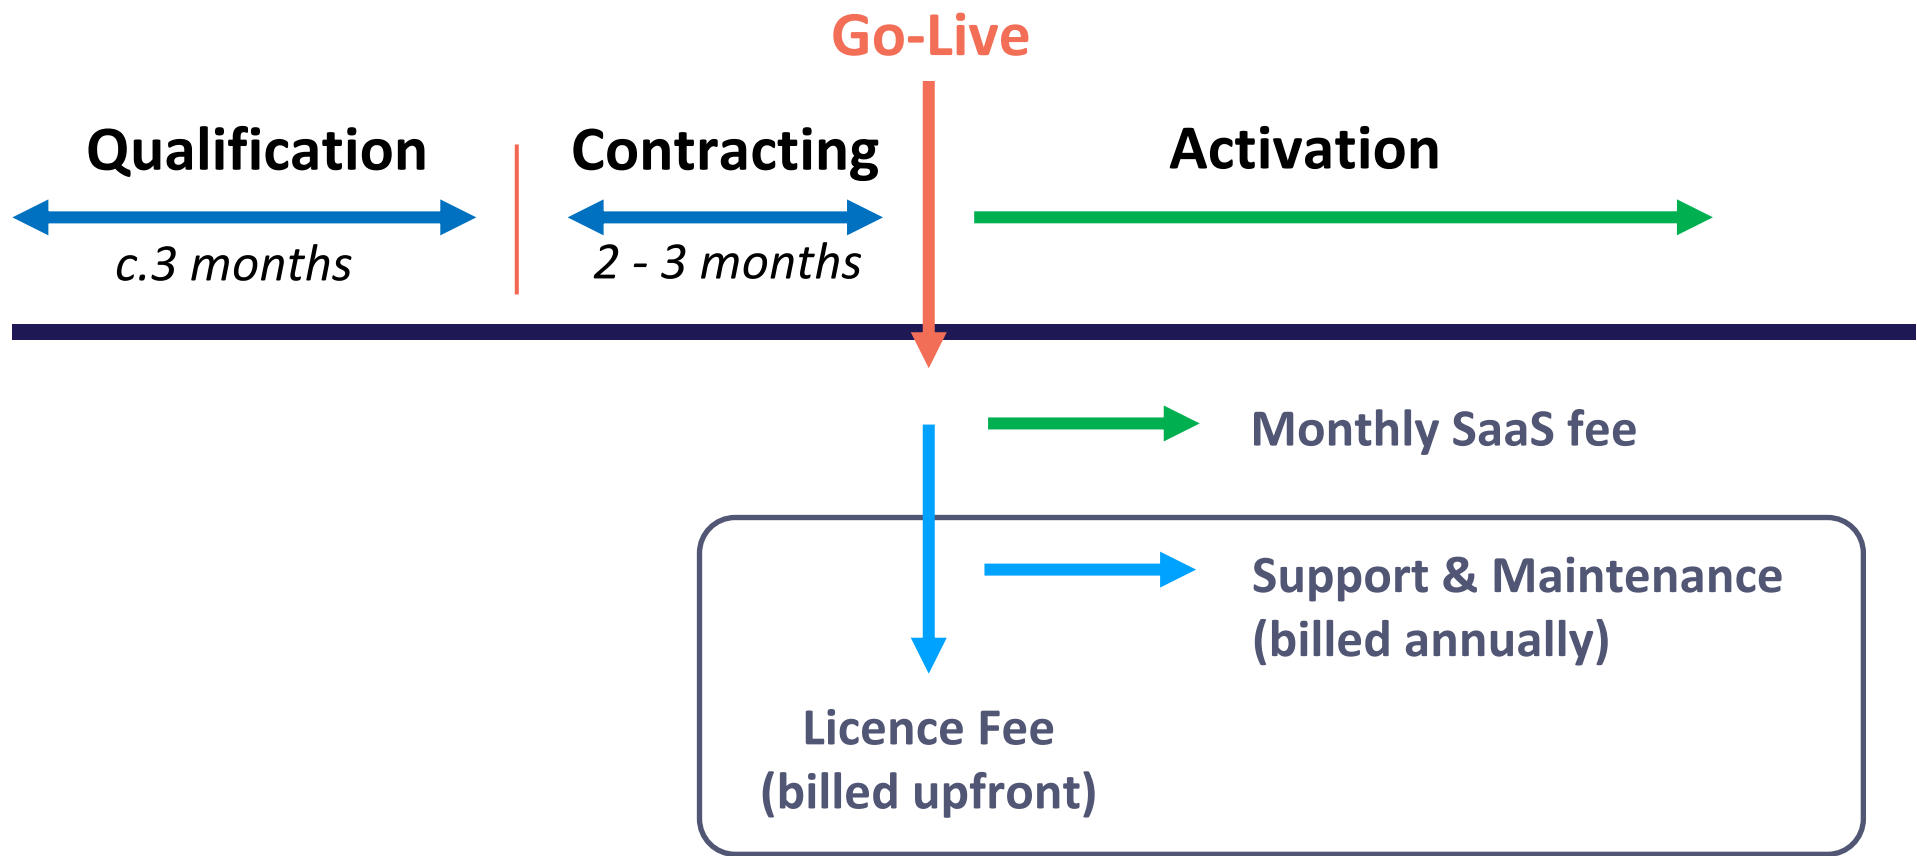 Go-Live
Qualification
Contracting
Activation
c.3 months
2 - 3 months
Monthly SaaS fee
Support & Maintenance
(billed annually)
Licence Fee
(billed upfront)